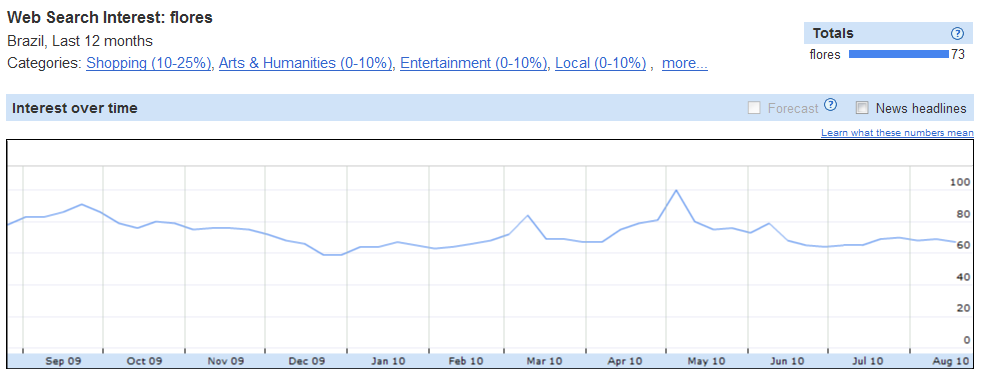 Web Search Interest: flores
Brazil, Last 12 months
Categories: Shopping (10-25%), Arts & Humanities (0-10%), Entertainment (0-10%), Local (0-10%) , more...
Totals ?
flores 73
Interest over time
Forecast ? News headlines
Learn what these numbers mean
100
80
60
40
20
0
Sep 09 Oct 09 Nov 09 Dec 09 Jan 10 Feb 10 Mar 10 Apr 10 May 10 Jun 10 Jul 10 Aug 10